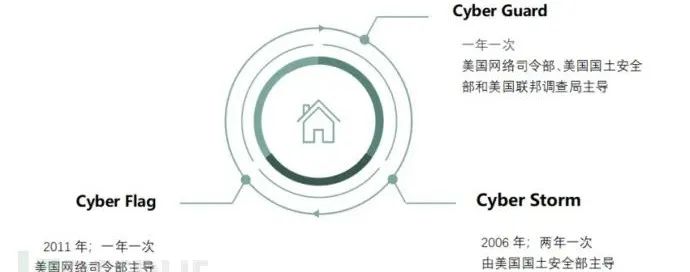 Cyber Guard
一年一次
美国网络司令部、美国国土安全
部和美国联邦调查局主导
Cyber Flag
2011 年；一年一次
美国网络司令部主导
Cyber Storm
2006 年；两年一次
由美国国土安全部主导